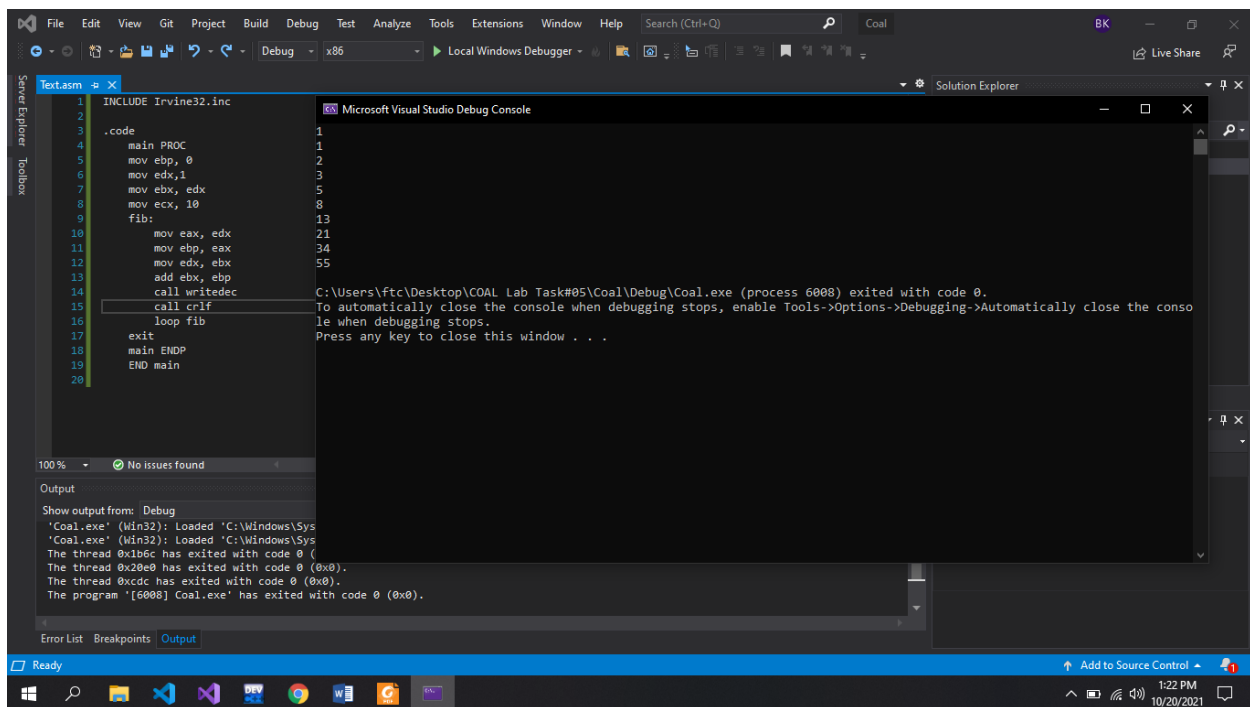 File Edit View Git Project Build Debug Test Analyze Tools Extensions Window Help Search (Ctrl+Q) Coal BK
Debug x86 Local Windows Debugger Live Share
Server Explorer
Toolbox
Text.asm
Solution Explorer
1 INCLUDE Irvine32.inc
2
3 .code
4 main PROC
5 mov ebp, 0
6 mov edx,1
7 mov ebx, edx
8 mov ecx, 10
9 fib:
10 mov eax, edx
11 mov ebp, eax
12 mov edx, ebx
13 add ebx, ebp
14 call writedec
15 call crlf
16 loop fib
17 exit
18 main ENDP
19 END main
20
Microsoft Visual Studio Debug Console
1
1
2
3
5
8
13
21
34
55
C:\Users\ftc\Desktop\COAL Lab Task#05\Coal\Debug\Coal.exe (process 6008) exited with code 0.
To automatically close the console when debugging stops, enable Tools->Options->Debugging->Automatically close the conso
le when debugging stops.
Press any key to close this window . . .
100 % No issues found
Output
Show output from: Debug
'Coal.exe' (Win32): Loaded 'C:\Windows\Sys
'Coal.exe' (Win32): Loaded 'C:\Windows\Sys
The thread 0x1b6c has exited with code 0 (
The thread 0x20e0 has exited with code 0 (0x0).
The thread 0xcdc has exited with code 0 (0x0).
The program '[6008] Coal.exe' has exited with code 0 (0x0).
Error List Breakpoints Output
Ready Add to Source Control 1
DEV
1:22 PM
10/20/2021